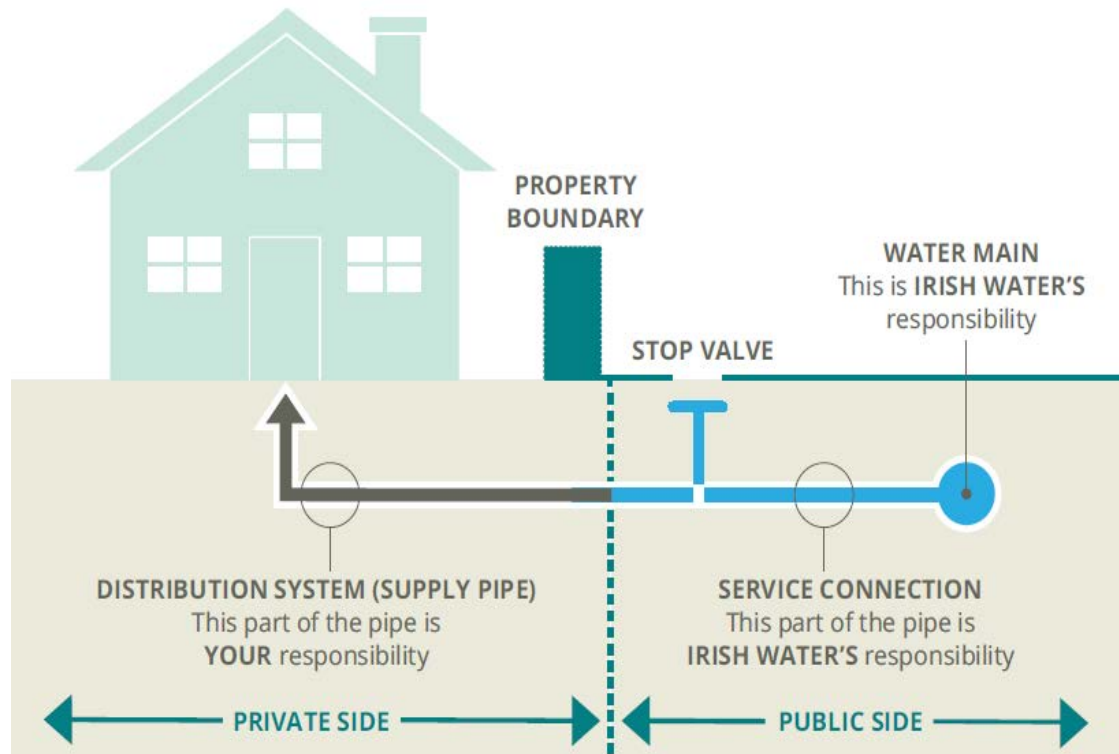 PROPERTY
BOUNDARY
WATER MAIN
This is IRISH WATER'S
responsibility
STOP VALVE
DISTRIBUTION SYSTEM (SUPPLY PIPE)
This part of the pipe is
YOUR responsibility
SERVICE CONNECTION
This part of the pipe is
IRISH WATER'S responsibility
PRIVATE SIDE
PUBLIC SIDE